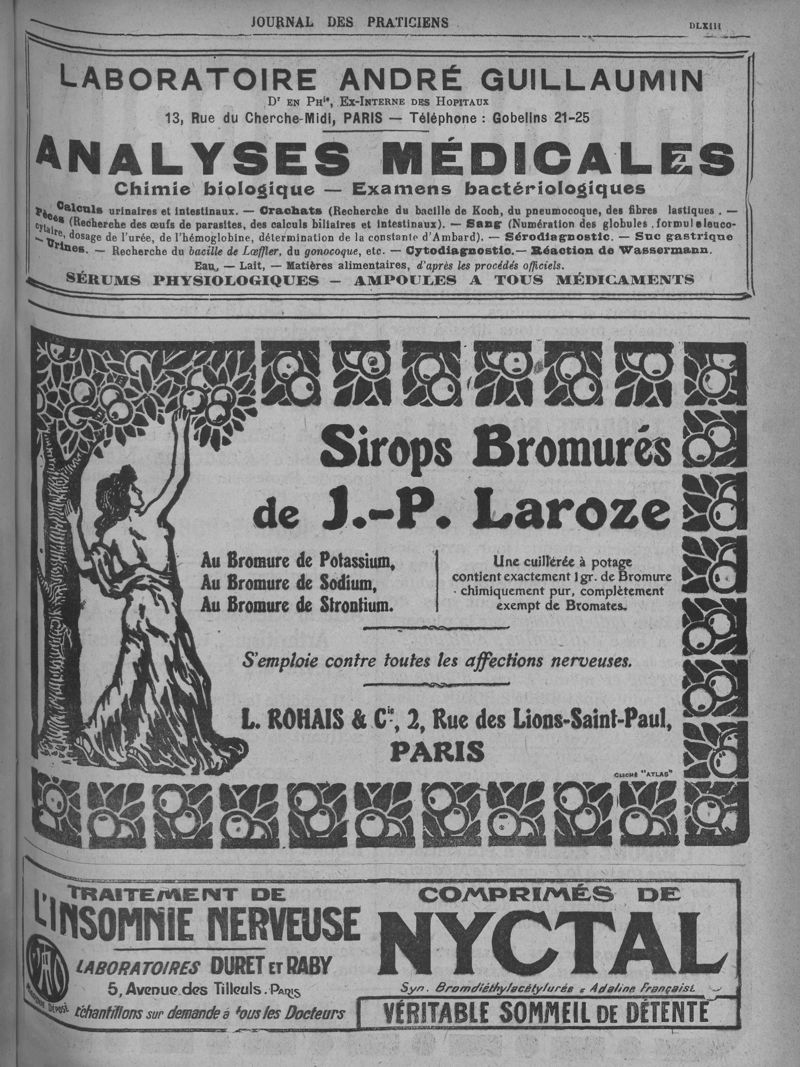 JOURNAL DES PRATICIENS
DLXIII
LABORATOIRE ANDRÉ GUILLAUMIN
Dr EN PHie, EX-INTERNE DES HOPITAUX
13, Rue du Cherche-Midi, PARIS — Téléphone : Gobelins 21-25
ANALYSES MÉDICALES
Chimie biologique — Examens bactériologiques
Calculs urinaires et intestinaux. — Crachats (Recherche du bacille de Koch, du pneumocoque, des fibres lastiques . —
Fèces (Recherche des œufs de parasites, des calculs biliaires et intestinaux). — Sang (Numération des globules , formul eleuco-
cytaire, dosage de l'urée, de l'hémoglobine, détermination de la constante d'Ambard). — Sérodiagnostic. — Suc gastrique
— Urines. — Recherche du bacille de Lœffler, du gonocoque, etc. — Cytodiagnostic. — Réaction de Wassermann.
Eau, — Lait, — Matières alimentaires, d'après les procédés officiels.
SÉRUMS PHYSIOLOGIQUES — AMPOULES A TOUS MÉDICAMENTS
Sirops Bromurés
de J.-P. Laroze
Au Bromure de Potassium,
Au Bromure de Sodium,
Au Bromure de Strontium.
Une cuillérée à potage
contient exactement 1 gr. de Bromure
chimiquement pur, complètement
exempt de Bromates.
S'emploie contre toutes les affections nerveuses.
L. ROHAIS & Cie, 2, Rue des Lions-Saint-Paul,
PARIS
CLICHÉ "ATLAS"
TRAITEMENT DE
L'INSOMNIE NERVEUSE
LABORATOIRES DURET ET RABY
5, Avenue des Tilleuls . PARIS
Echantillons sur demande à tous les Docteurs
COMPRIMÉS DE
NYCTAL
Syn. Bromdiéthylacétylurée = Adaline Française
VÉRITABLE SOMMEIL DE DÉTENTE